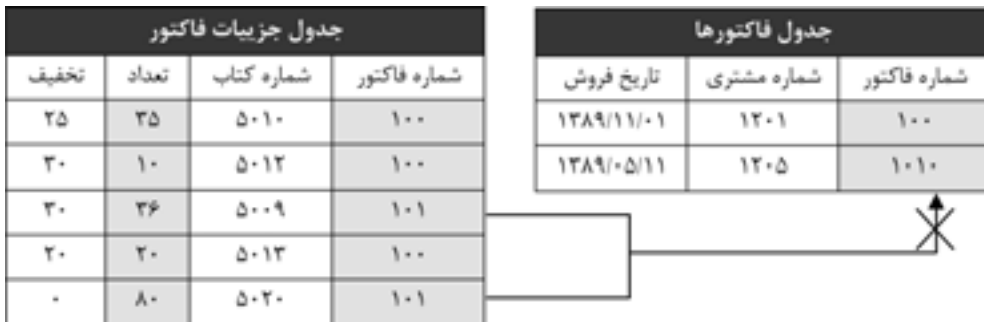 جدول فاکتورها
شماره فاکتور شماره مشتری تاریخ فروش
۱۰۰ ۱۲۰۱ ۱۳۸۹/۱۱/۰۱
۱۰۱۰ ۱۲۰۵ ۱۳۸۹/۰۵/۱۱
جدول جزییات فاکتور
شماره فاکتور شماره کتاب تعداد تخفیف
۱۰۰ ۵۰۱۰ ۳۵ ۲۵
۱۰۰ ۵۰۱۲ ۱۰ ۳۰
۱۰۱ ۵۰۰۹ ۳۶ ۳۰
۱۰۰ ۵۰۱۳ ۲۰ ۲۰
۱۰۱ ۵۰۲۰ ۸۰ ۰